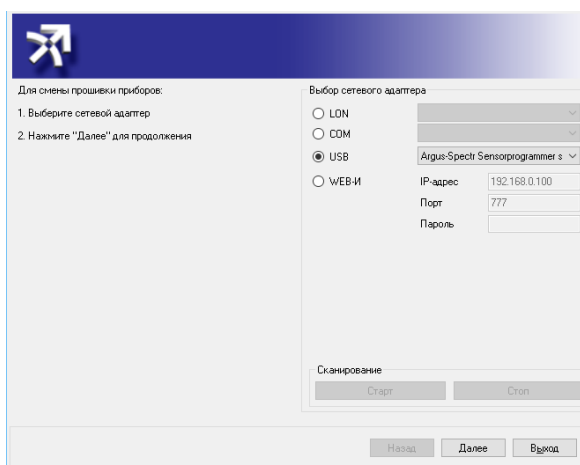 Для смены прошивки приборов:
1. Выберите сетевой адаптер
2. Нажмите "Далее" для продолжения
Выбор сетевого адаптера
LON
COM
USB
Argus-Spectr Sensorprogrammer s
WEB-И
IP-адрес
192.168.0.100
Порт
777
Пароль
Сканирование
Старт
Стоп
Назад
Далее
Выход